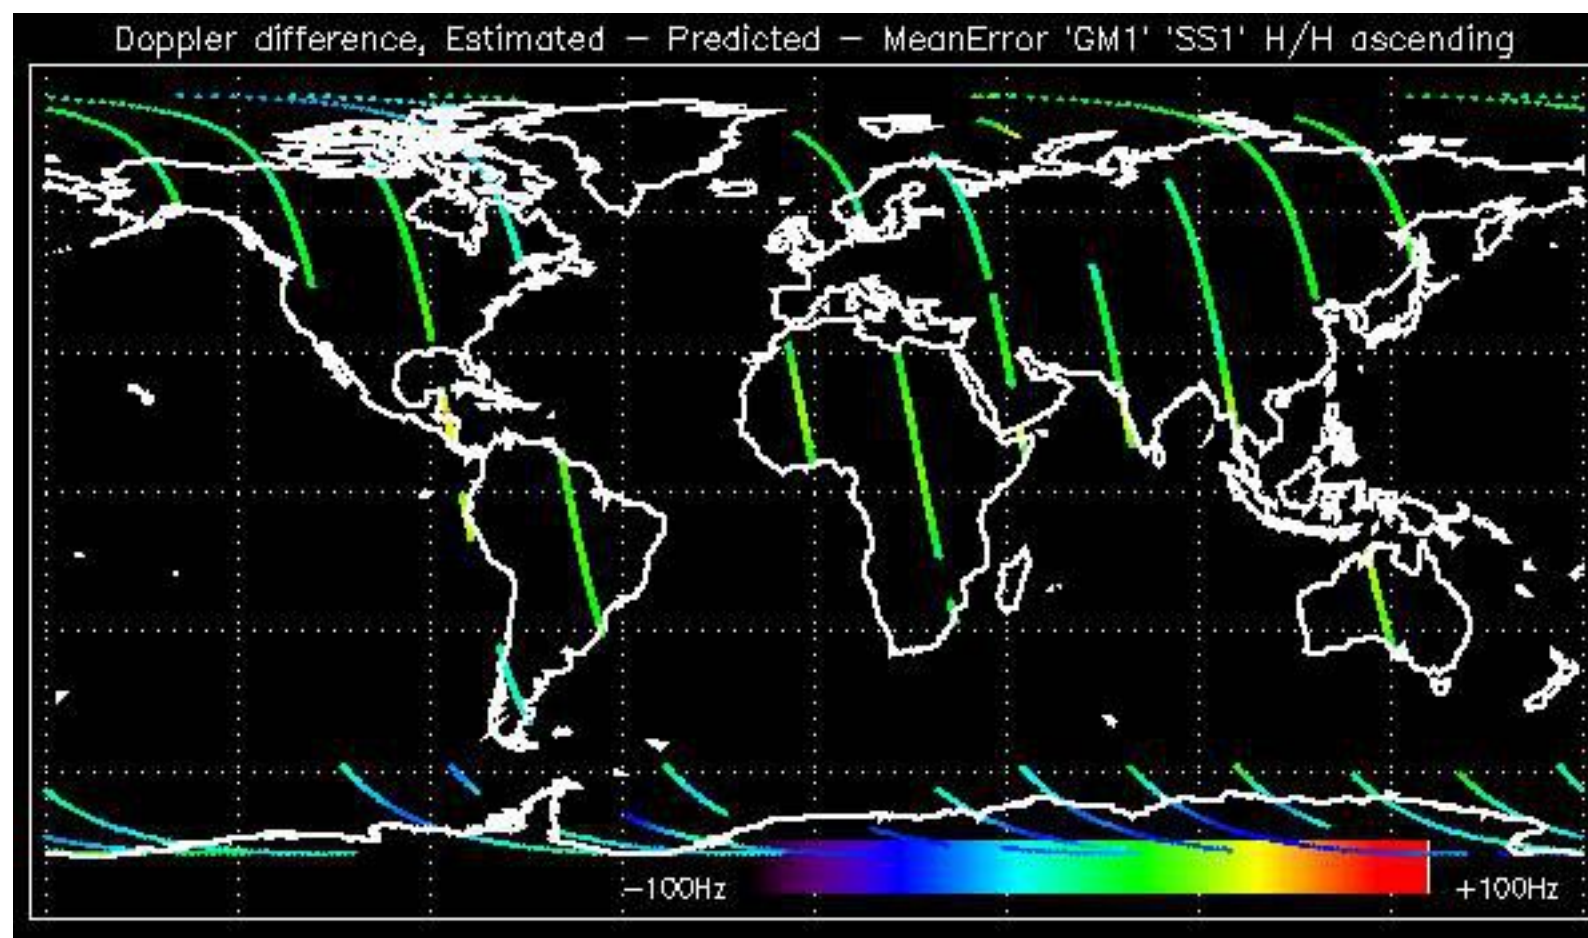 Doppler difference, Estimated – Predicted – MeanError 'GM1' 'SS1' H/H ascending
-100Hz +100Hz